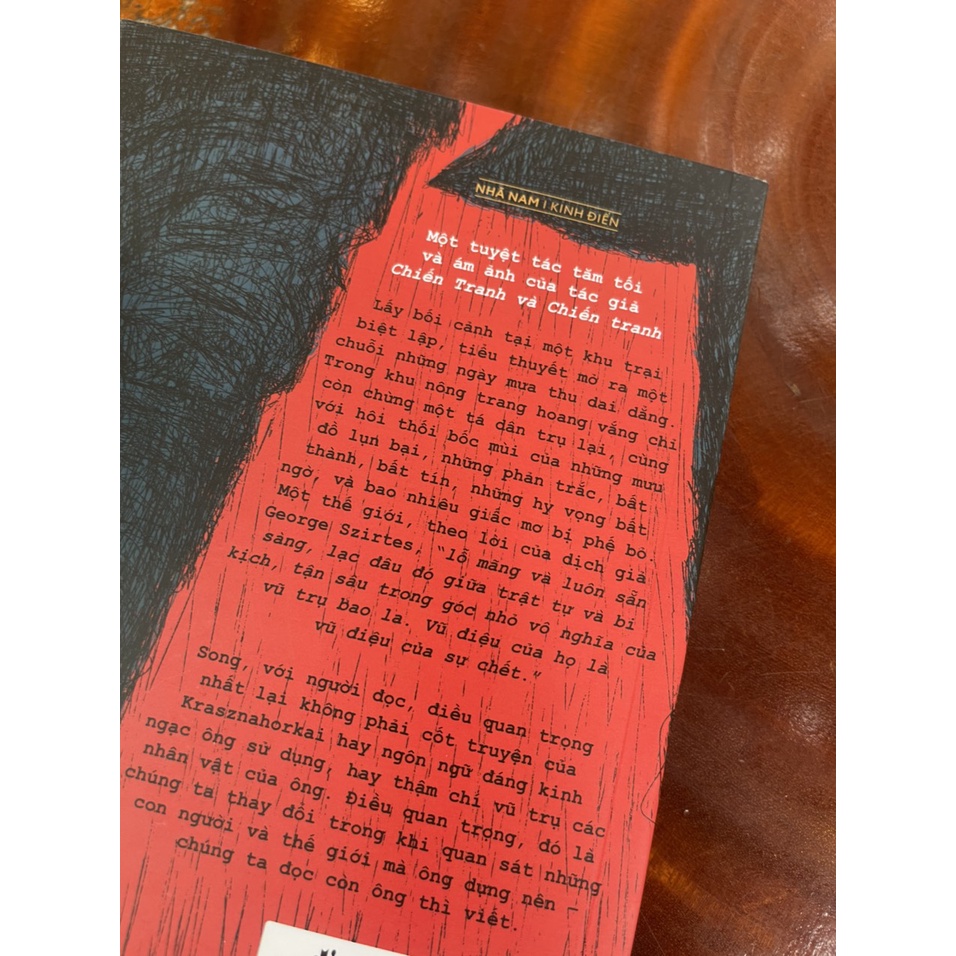 NHÃ NAM | KINH ĐIỂN
Một tuyệt tác tăm tối
và ám ảnh của tác giả
Chiến Tranh và Chiến tranh
Lấy bối cảnh tại một khu trại
biệt lập, tiểu thuyết mở ra một
chuỗi những ngày mưa thu dai dẳng.
Trong khu nông trang hoang vắng chỉ
còn chừng một tá dân trụ lại, cùng
với hôi thối bốc mùi của những mưu
đồ lụn bại, những phản trắc, bất
thành, bất tín, những hy vọng bất
ngờ, và bao nhiêu giấc mơ bị phế bỏ.
Một thế giới, theo lời của dịch giả
George Szirtes, "lỗ mãng và luôn sẵn
sàng, lạc đâu đó giữa trật tự và bi
kịch, tận sâu trong góc nhỏ vô nghĩa của
vũ trụ bao la. Vũ điệu của họ là
vũ điệu của sự chết."
Song, với người đọc, điều quan trọng
nhất lại không phải cốt truyện của
Krasznahorkai hay ngôn ngữ đáng kinh
ngạc ông sử dụng, hay thậm chí vũ trụ các
nhân vật của ông. Điều quan trọng, đó là
chúng ta thay đổi trong khi quan sát những
con người và thế giới mà ông dựng nên –
chúng ta đọc còn ông thì viết.